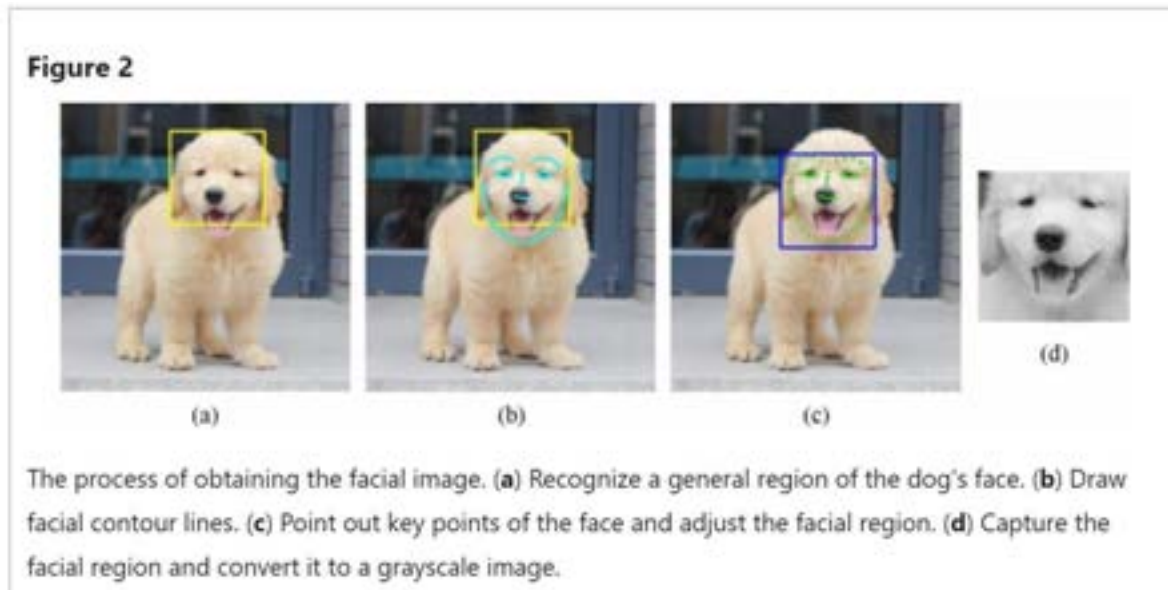 Figure 2
(a)
(b)
(c)
(d)
The process of obtaining the facial image. (a) Recognize a general region of the dog's face. (b) Draw
facial contour lines. (c) Point out key points of the face and adjust the facial region. (d) Capture the
facial region and convert it to a grayscale image.